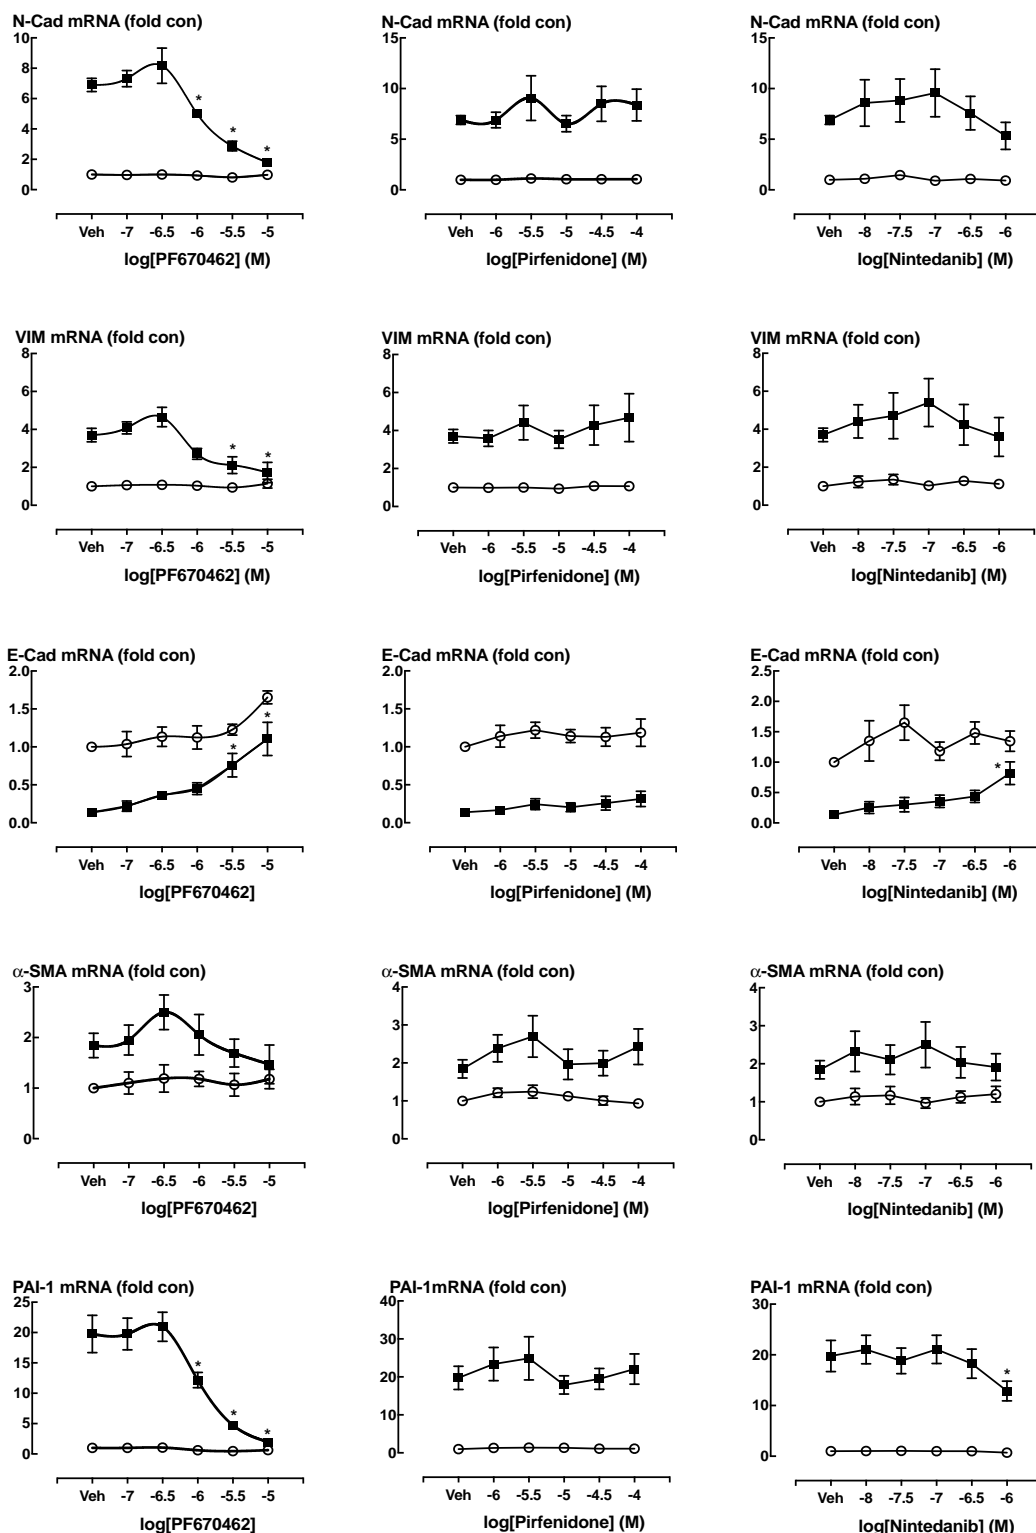 N-Cad mRNA (fold con)
10
8
6
4
2
0
* * *
Veh -7 -6.5 -6 -5.5 -5
log[PF670462] (M)
N-Cad mRNA (fold con)
15
10
5
0
Veh -6 -5.5 -5 -4.5 -4
log[Pirfenidone] (M)
N-Cad mRNA (fold con)
15
10
5
0
Veh -8 -7.5 -7 -6.5 -6
log[Nintedanib] (M)
VIM mRNA (fold con)
8
6
4
2
0
* *
Veh -7 -6.5 -6 -5.5 -5
log[PF670462] (M)
VIM mRNA (fold con)
8
6
4
2
0
Veh -6 -5.5 -5 -4.5 -4
log[Pirfenidone] (M)
VIM mRNA (fold con)
8
6
4
2
0
Veh -8 -7.5 -7 -6.5 -6
log[Nintedanib] (M)
E-Cad mRNA (fold con)
2.0
1.5
1.0
0.5
0.0
* *
Veh -7 -6.5 -6 -5.5 -5
log[PF670462]
E-Cad mRNA (fold con)
2.0
1.5
1.0
0.5
0.0
Veh -6 -5.5 -5 -4.5 -4
log[Pirfenidone] (M)
E-Cad mRNA (fold con)
2.5
2.0
1.5
1.0
0.5
0.0
*
Veh -8 -7.5 -7 -6.5 -6
log[Nintedanib] (M)
α-SMA mRNA (fold con)
3
2
1
0
Veh -7 -6.5 -6 -5.5 -5
log[PF670462]
α-SMA mRNA (fold con)
4
3
2
1
0
Veh -6 -5.5 -5 -4.5 -4
log[Pirfenidone] (M)
α-SMA mRNA (fold con)
4
3
2
1
0
Veh -8 -7.5 -7 -6.5 -6
log[Nintedanib] (M)
PAI-1 mRNA (fold con)
25
20
15
10
5
0
* * *
Veh -7 -6.5 -6 -5.5 -5
log[PF670462]
PAI-1mRNA (fold con)
40
30
20
10
0
Veh -6 -5.5 -5 -4.5 -4
log[Pirfenidone] (M)
PAI-1 mRNA (fold con)
30
20
10
0
*
Veh -8 -7.5 -7 -6.5 -6
log[Nintedanib] (M)